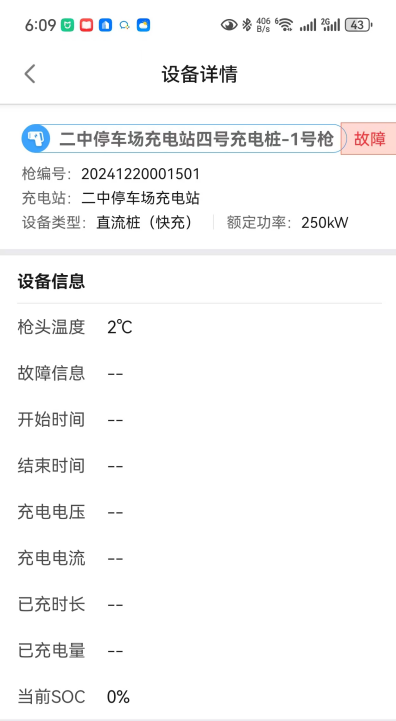 6:09 406 B/s 6 2G 43
设备详情
二中停车场充电站四号充电桩-1号枪 故障
枪编号：20241220001501
充电站：二中停车场充电站
设备类型：直流桩（快充） 额定功率：250kW
设备信息
枪头温度 2℃
故障信息 --
开始时间 --
结束时间 --
充电电压 --
充电电流 --
已充时长 --
已充电量 --
当前SOC 0%